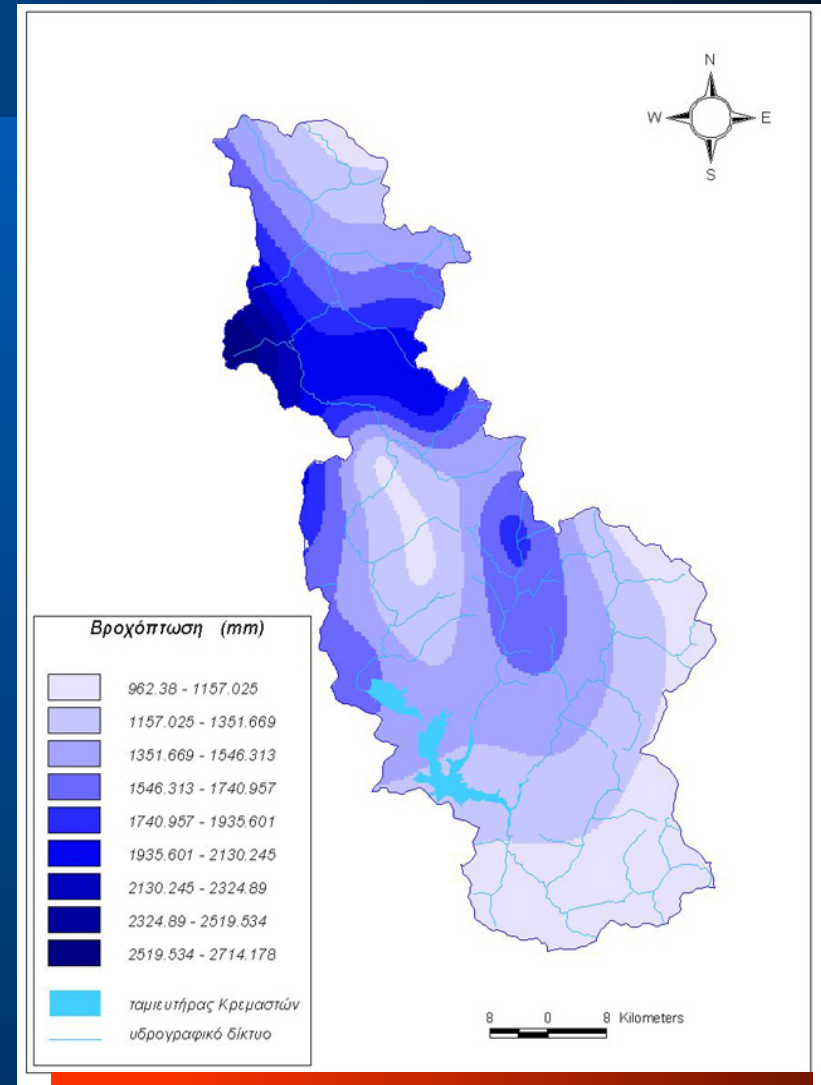 N
W E
S
Βροχόπτωση (mm)
962.38 - 1157.025
1157.025 - 1351.669
1351.669 - 1546.313
1546.313 - 1740.957
1740.957 - 1935.601
1935.601 - 2130.245
2130.245 - 2324.89
2324.89 - 2519.534
2519.534 - 2714.178
ταμιευτήρας Κρεμαστών
υδρογραφικό δίκτυο
8 0 8 Kilometers